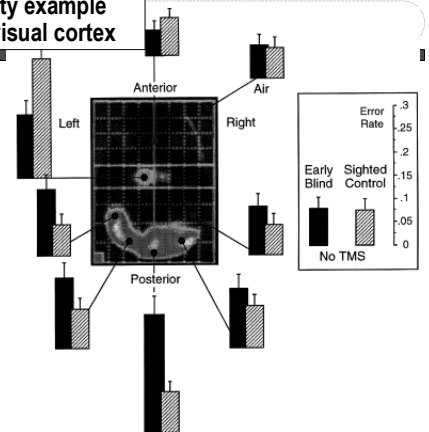 ty example
visual cortex
Anterior
Air
Left
Right
Posterior
Error
Rate
.3
.25
.2
.15
.1
.05
0
Early
Blind
Sighted
Control
No TMS